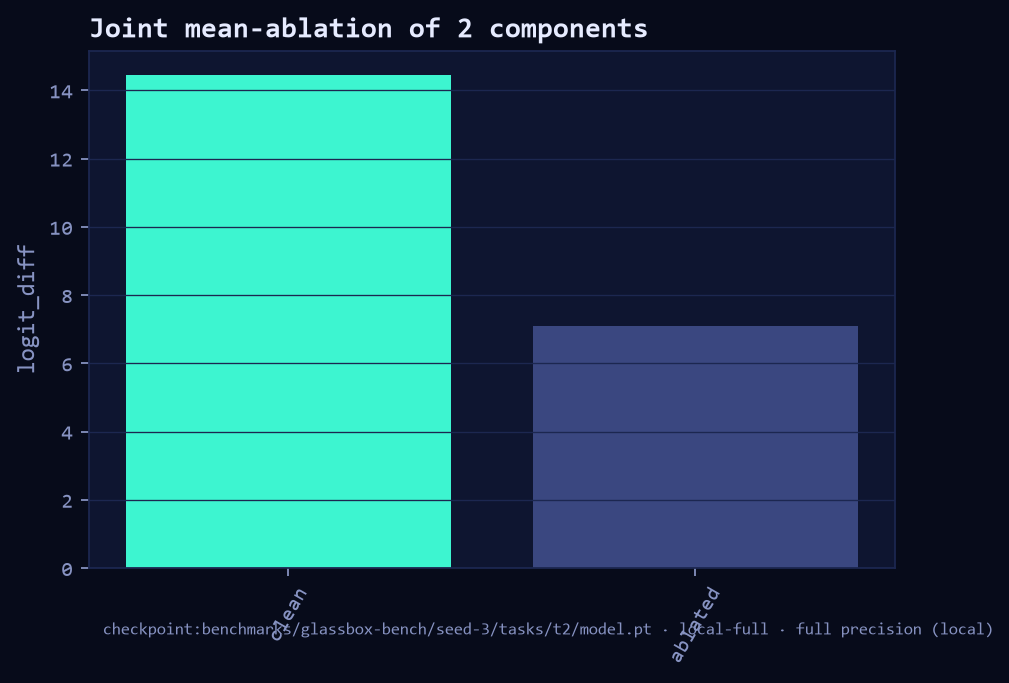 Joint mean-ablation of 2 components
logit_diff
14
12
10
8
6
4
2
0
clean
ablated
checkpoint:benchmarks/glassbox-bench/seed-3/tasks/t2/model.pt · local-full · full precision (local)